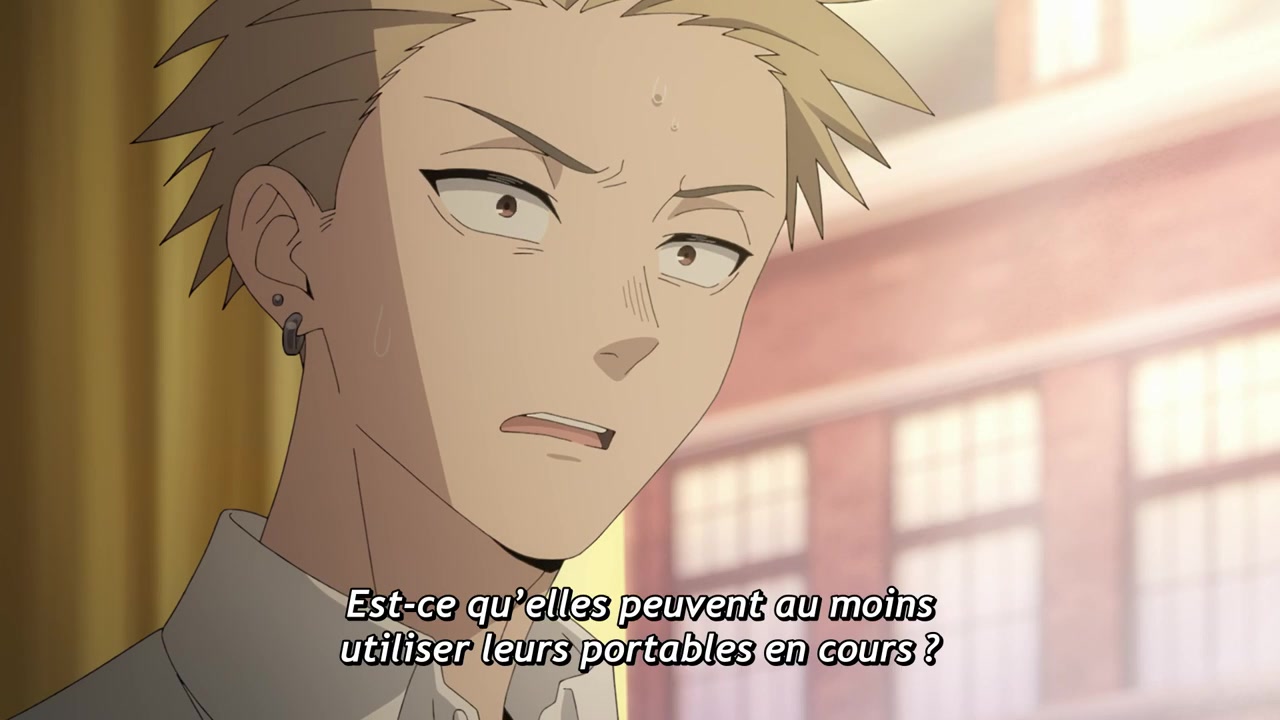 Est-ce qu’elles peuvent au moins
utiliser leurs portables en cours ?